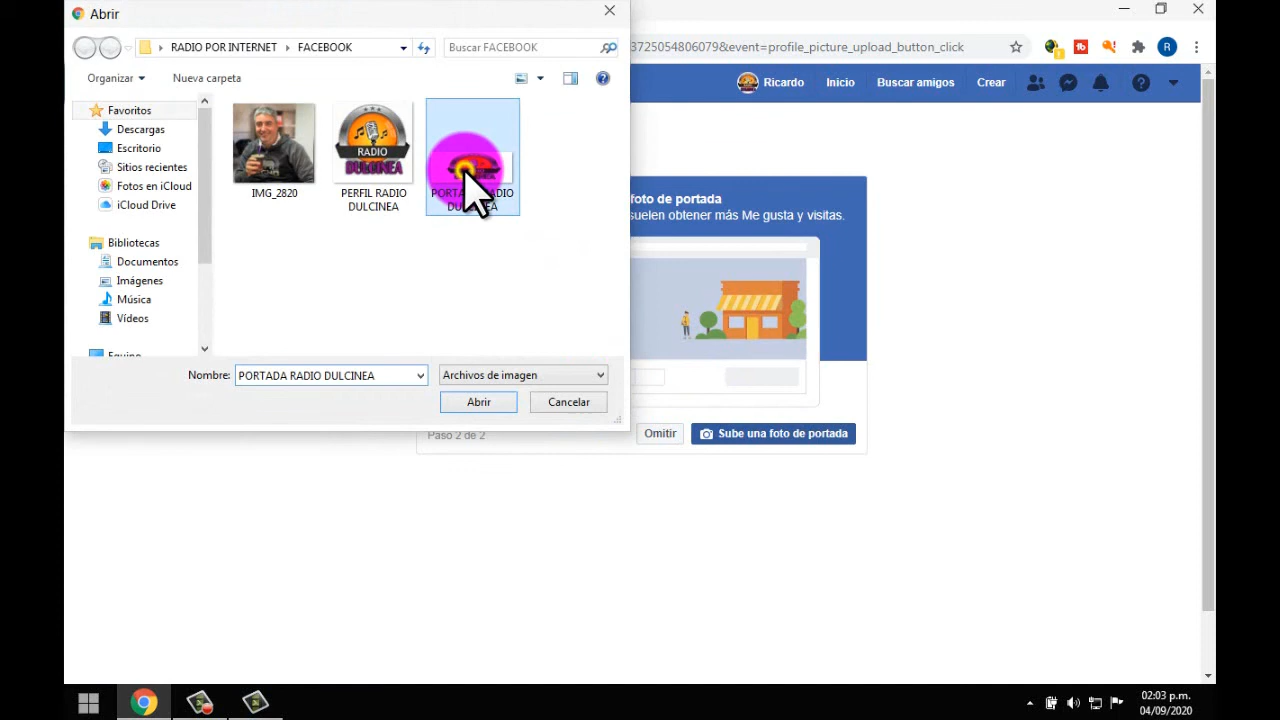 Abrir
RADIO POR INTERNET
FACEBOOK
Buscar FACEBOOK
Organizar
Nueva carpeta
Favoritos
Descargas
Escritorio
Sitios recientes
Fotos en iCloud
iCloud Drive
Bibliotecas
Documentos
Imágenes
Música
Vídeos
Equipo
RADIO
DULCINEA
IMG_2820
PERFIL RADIO
DULCINEA
Nombre:
PORTADA RADIO DULCINEA
Archivos de imagen
Abrir
Cancelar
3725054806079&event=profile_picture_upload_button_click
R
Ricardo
Inicio
Buscar amigos
Crear
foto de portada
suelen obtener más Me gusta y visitas.
Paso 2 de 2
Omitir
Sube una foto de portada
02:03 p.m.
04/09/2020